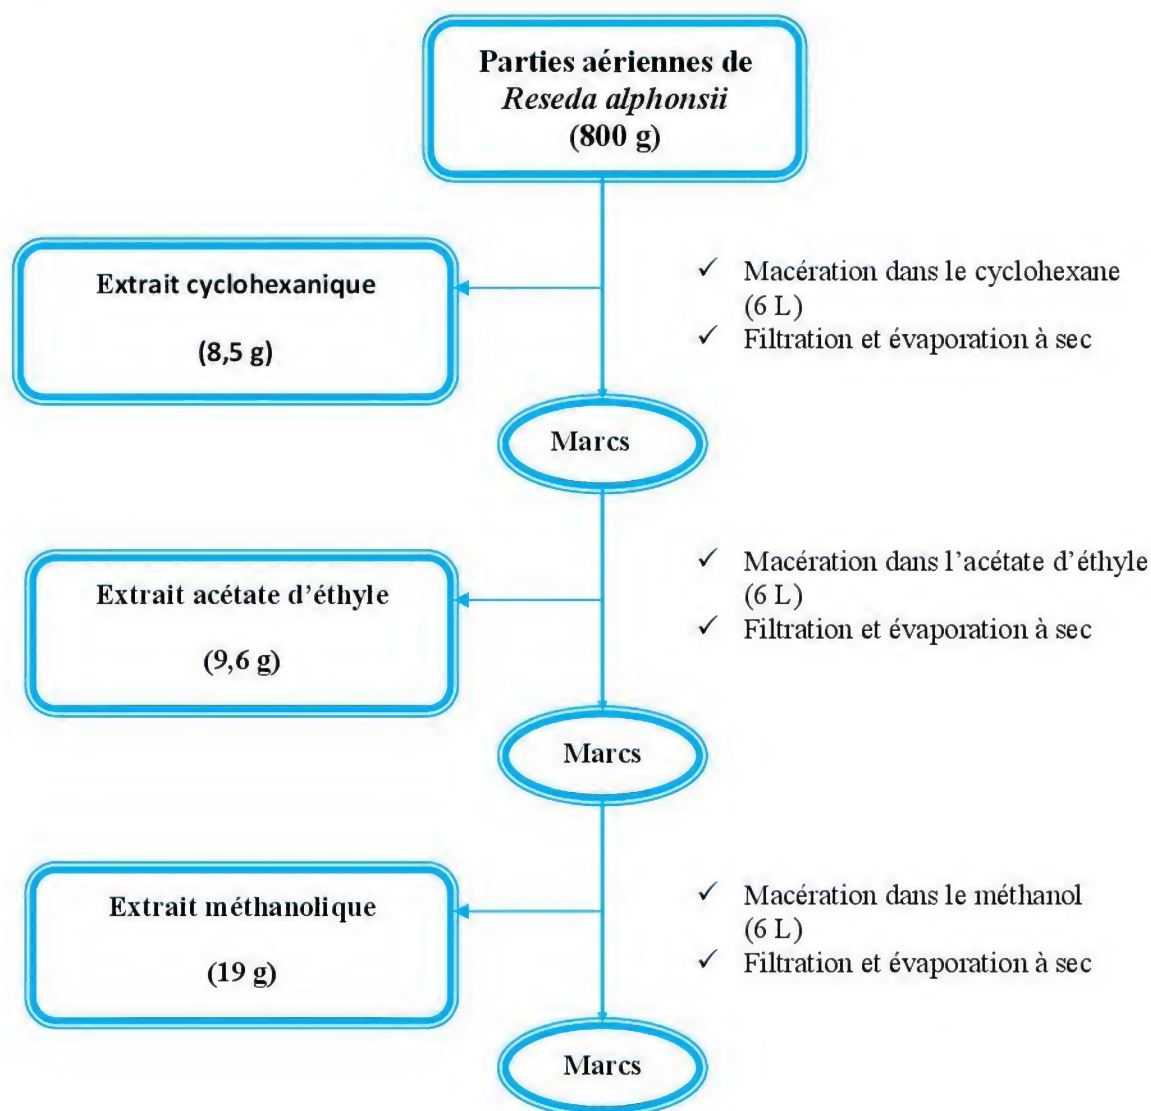 Parties aériennes de
Reseda alphonsii
(800 g)
Extrait cyclohexanique
(8,5 g)
✓ Macération dans le cyclohexane
(6 L)
✓ Filtration et évaporation à sec
Marcs
Extrait acétate d'éthyle
(9,6 g)
✓ Macération dans l'acétate d'éthyle
(6 L)
✓ Filtration et évaporation à sec
Marcs
Extrait méthanolique
(19 g)
✓ Macération dans le méthanol
(6 L)
✓ Filtration et évaporation à sec
Marcs